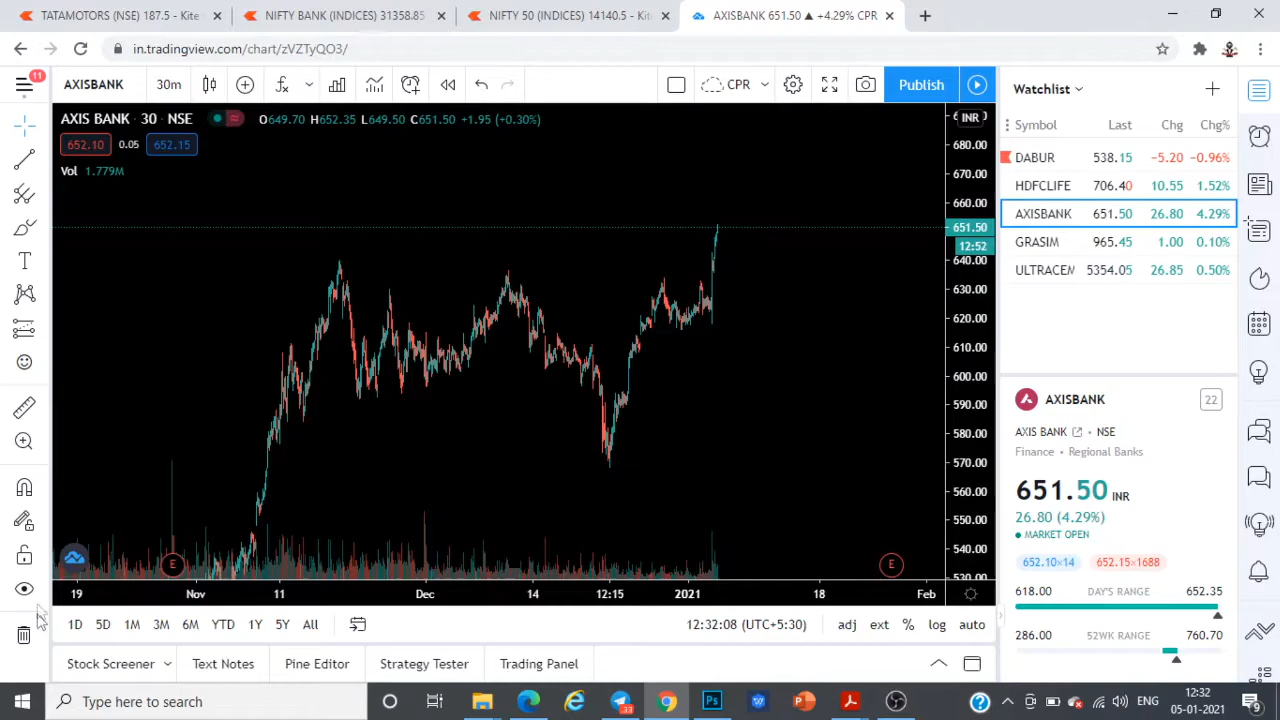 TATAMOTORS (NSE) 187.5 - Kite
NIFTY BANK (INDICES) 31358.85
NIFTY 50 (INDICES) 14140.5 - Kite
AXISBANK 651.50 ▲ +4.29% CPR
in.tradingview.com/chart/zVZTyQO3/
11
AXISBANK
30m
CPR
Publish
Watchlist
AXIS BANK · 30 · NSE
O649.70 H652.35 L649.50 C651.50 +1.95 (+0.30%)
INR
652.10 0.05 652.15
Vol 1.779M
680.00
670.00
660.00
651.50
12:52
640.00
630.00
620.00
610.00
600.00
590.00
580.00
570.00
560.00
550.00
540.00
530.00
E
E
19 Nov 11 Dec 14 12:15 2021 18 Feb
1D 5D 1M 3M 6M YTD 1Y 5Y All
12:32:08 (UTC+5:30)
adj ext % log auto
Stock Screener
Text Notes
Pine Editor
Strategy Tester
Trading Panel
Symbol Last Chg Chg%
DABUR 538.15 −5.20 −0.96%
HDFCLIFE 706.40 10.55 1.52%
AXISBANK 651.50 26.80 4.29%
GRASIM 965.45 1.00 0.10%
ULTRACEM 5354.05 26.85 0.50%
AXISBANK
22
AXIS BANK • NSE
Finance • Regional Banks
651.50 INR
26.80 (4.29%)
MARKET OPEN
652.10×14 652.15×1688
618.00 DAY'S RANGE 652.35
286.00 52WK RANGE 760.70
Type here to search
33
Ps
W
P
ENG
12:32
05-01-2021
9